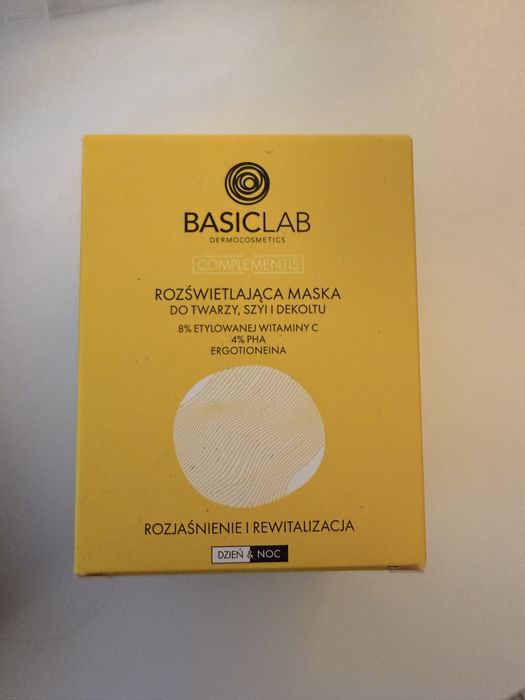 BASICLAB
DERMOCOSMETICS
COMPLEMENTIS
ROZŚWIETLAJĄCA MASKA
DO TWARZY, SZYI I DEKOLTU
8% ETYLOWANEJ WITAMINY C
4% PHA
ERGOTIONEINA
ROZJAŚNIENIE I REWITALIZACJA
DZIEŃ & NOC